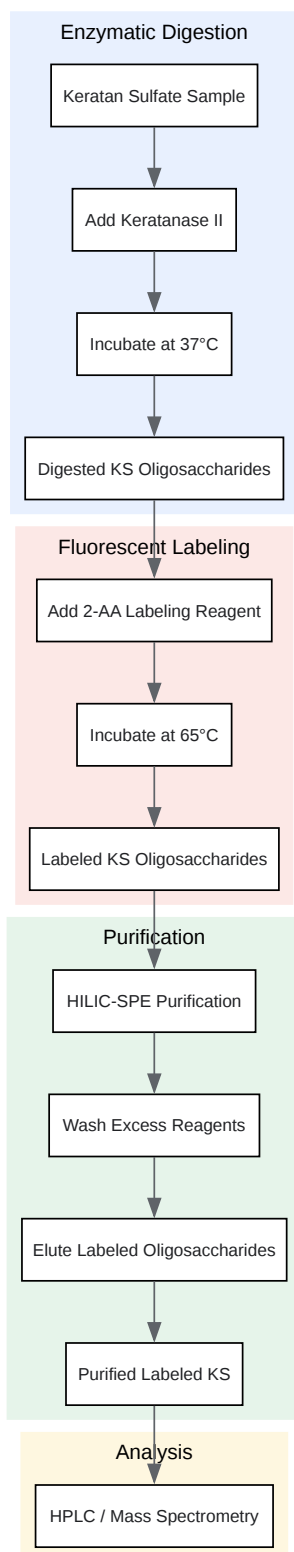 Enzymatic Digestion
Keratan Sulfate Sample
Add Keratanase II
Incubate at 37°C
Digested KS Oligosaccharides
Fluorescent Labeling
Add 2-AA Labeling Reagent
Incubate at 65°C
Labeled KS Oligosaccharides
Purification
HILIC-SPE Purification
Wash Excess Reagents
Elute Labeled Oligosaccharides
Purified Labeled KS
Analysis
HPLC / Mass Spectrometry